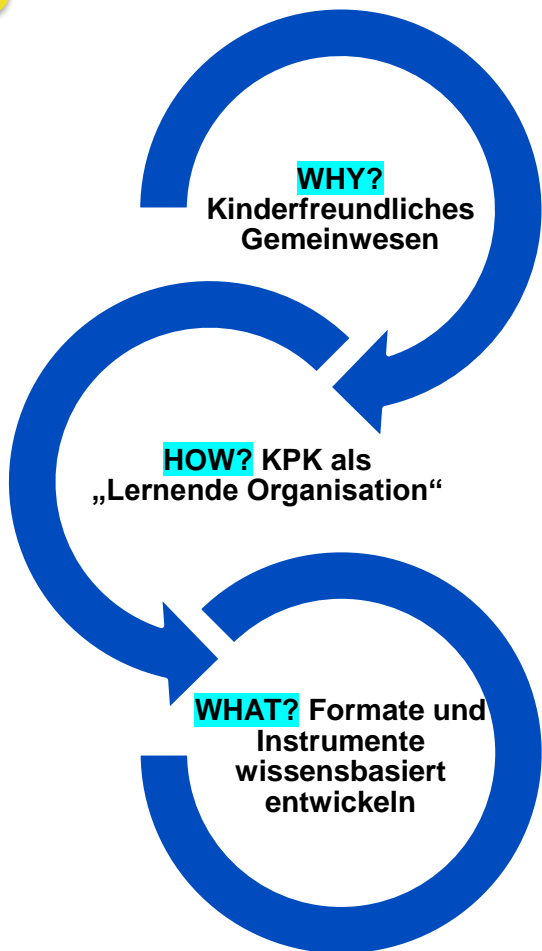 WHY?
Kinderfreundliches
Gemeinwesen
HOW? KPK als
„Lernende Organisation“
WHAT? Formate und
Instrumente
wissensbasiert
entwickeln